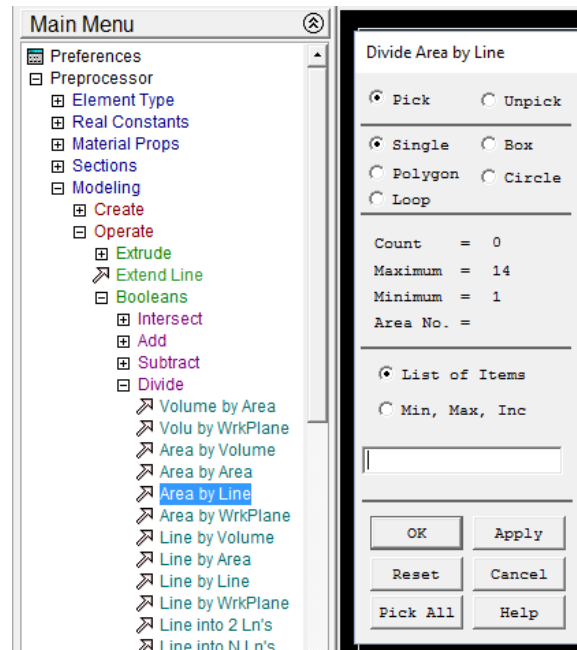 Main Menu
Preferences
Preprocessor
Element Type
Real Constants
Material Props
Sections
Modeling
Create
Operate
Extrude
Extend Line
Booleans
Intersect
Add
Subtract
Divide
Volume by Area
Volu by WrkPlane
Area by Volume
Area by Area
Area by Line
Area by WrkPlane
Line by Volume
Line by Area
Line by Line
Line by WrkPlane
Line into 2 Ln's
Line into N Ln's
Divide Area by Line
Pick Unpick
Single Box
Polygon Circle
Loop
Count = 0
Maximum = 14
Minimum = 1
Area No. =
List of Items
Min, Max, Inc
OK Apply
Reset Cancel
Pick All Help